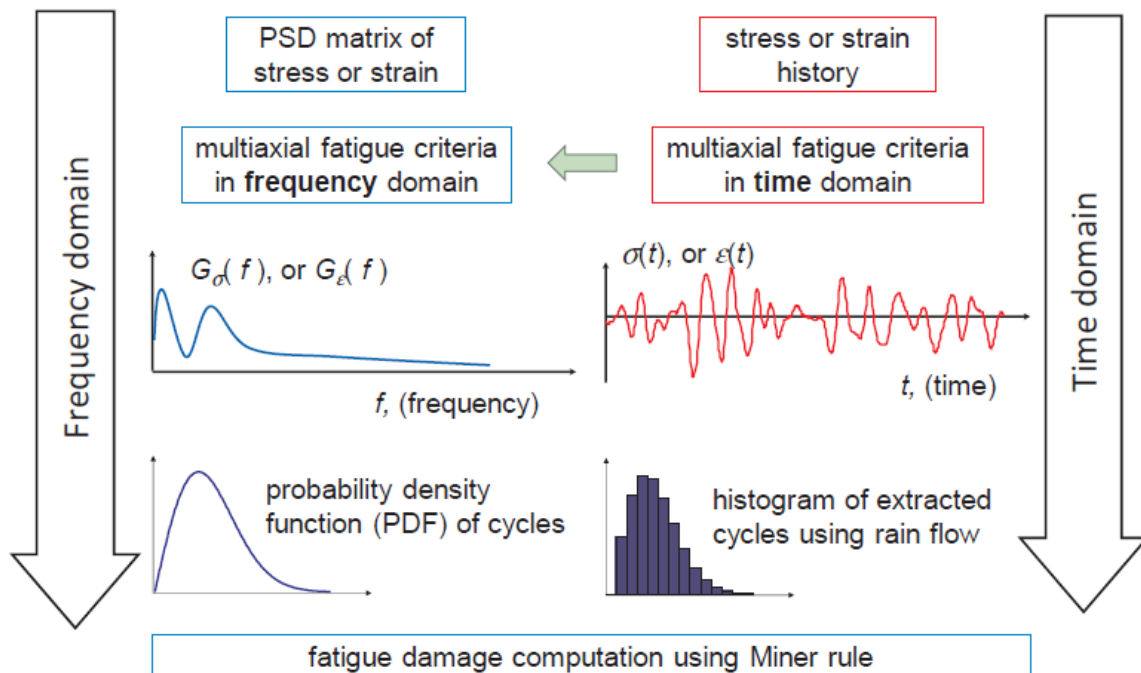 Frequency domain
PSD matrix of
stress or strain
stress or strain
history
multiaxial fatigue criteria
in frequency domain
multiaxial fatigue criteria
in time domain
Gσ( f ), or Gε( f )
f, (frequency)
σ(t), or ε(t)
t, (time)
probability density
function (PDF) of cycles
histogram of extracted
cycles using rain flow
Time domain
fatigue damage computation using Miner rule